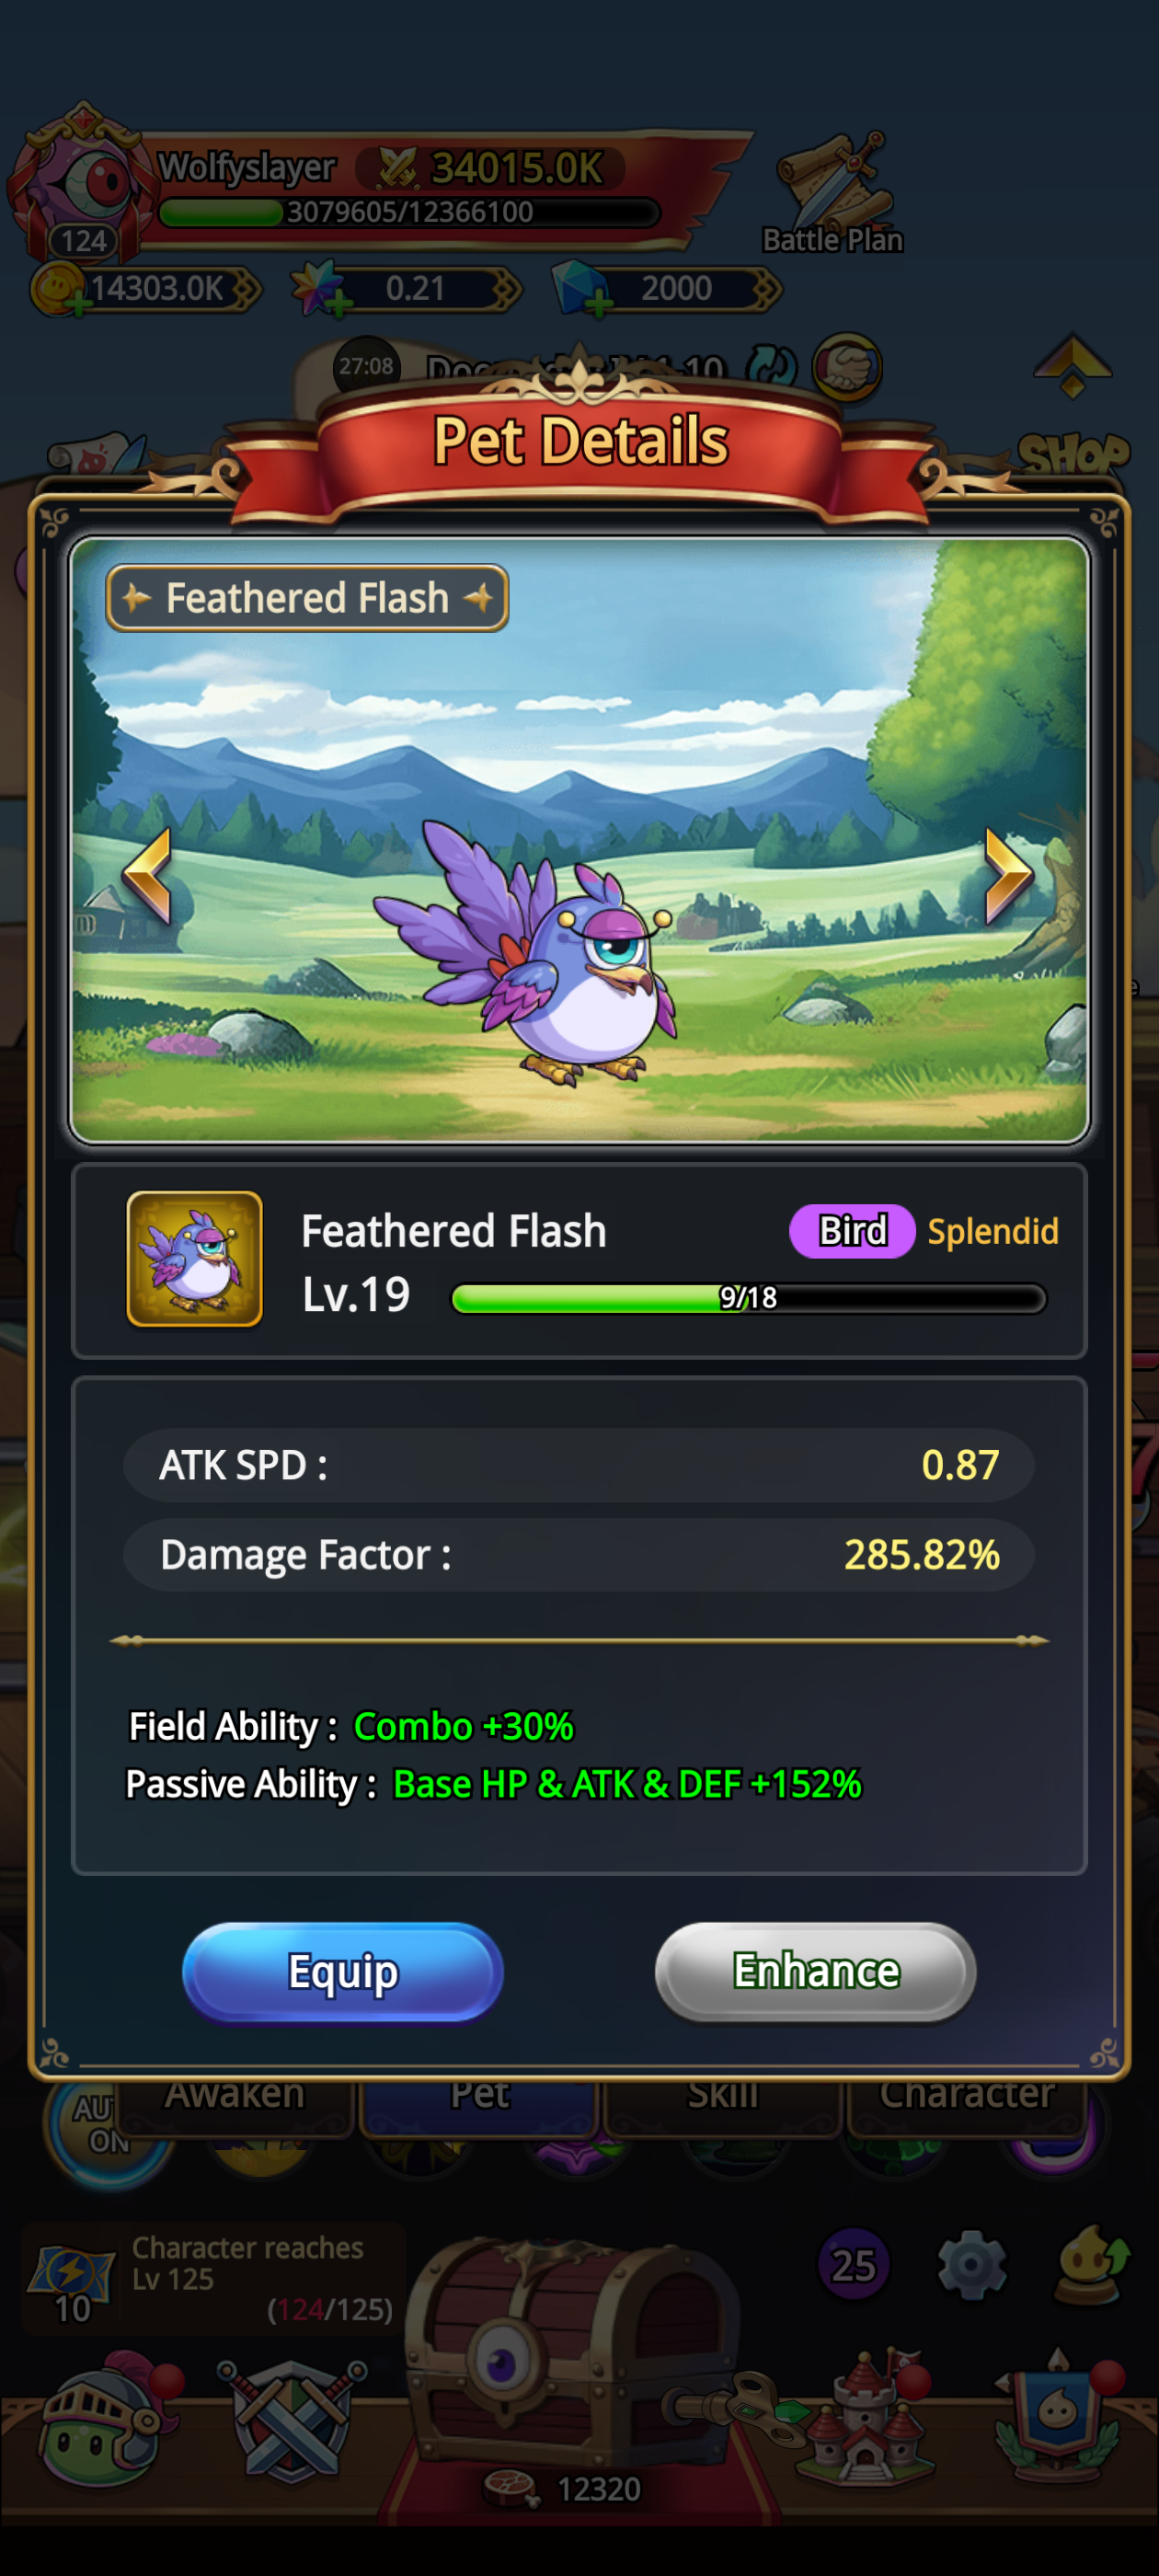 Wolfyslayer 34015.0K
3079605/12366100
124
Battle Plan
14303.0K 0.21 2000
27:08
SHOP
Pet Details
Feathered Flash
Feathered Flash Bird Splendid
Lv.19 9/18
ATK SPD : 0.87
Damage Factor : 285.82%
Field Ability : Combo +30%
Passive Ability : Base HP & ATK & DEF +152%
Equip Enhance
Awaken Pet Skill Character
ON
Character reaches
Lv 125
10 (124/125)
25
12320